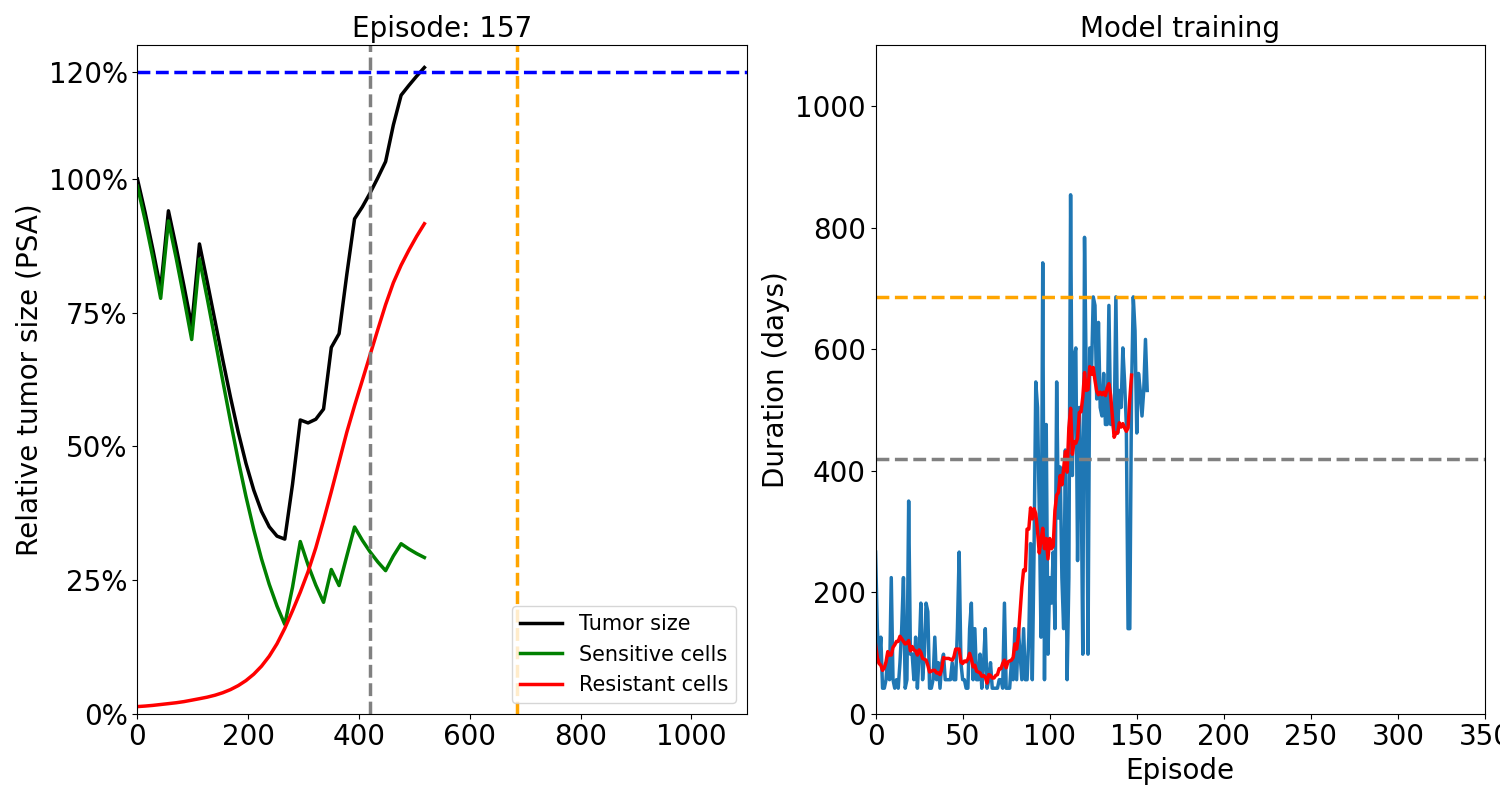 Episode: 157
Relative tumor size (PSA)
120%
100%
75%
50%
25%
0%
0 200 400 600 800 1000
Tumor size
Sensitive cells
Resistant cells
Model training
Duration (days)
1000
800
600
400
200
0
0 50 100 150 200 250 300 350
Episode